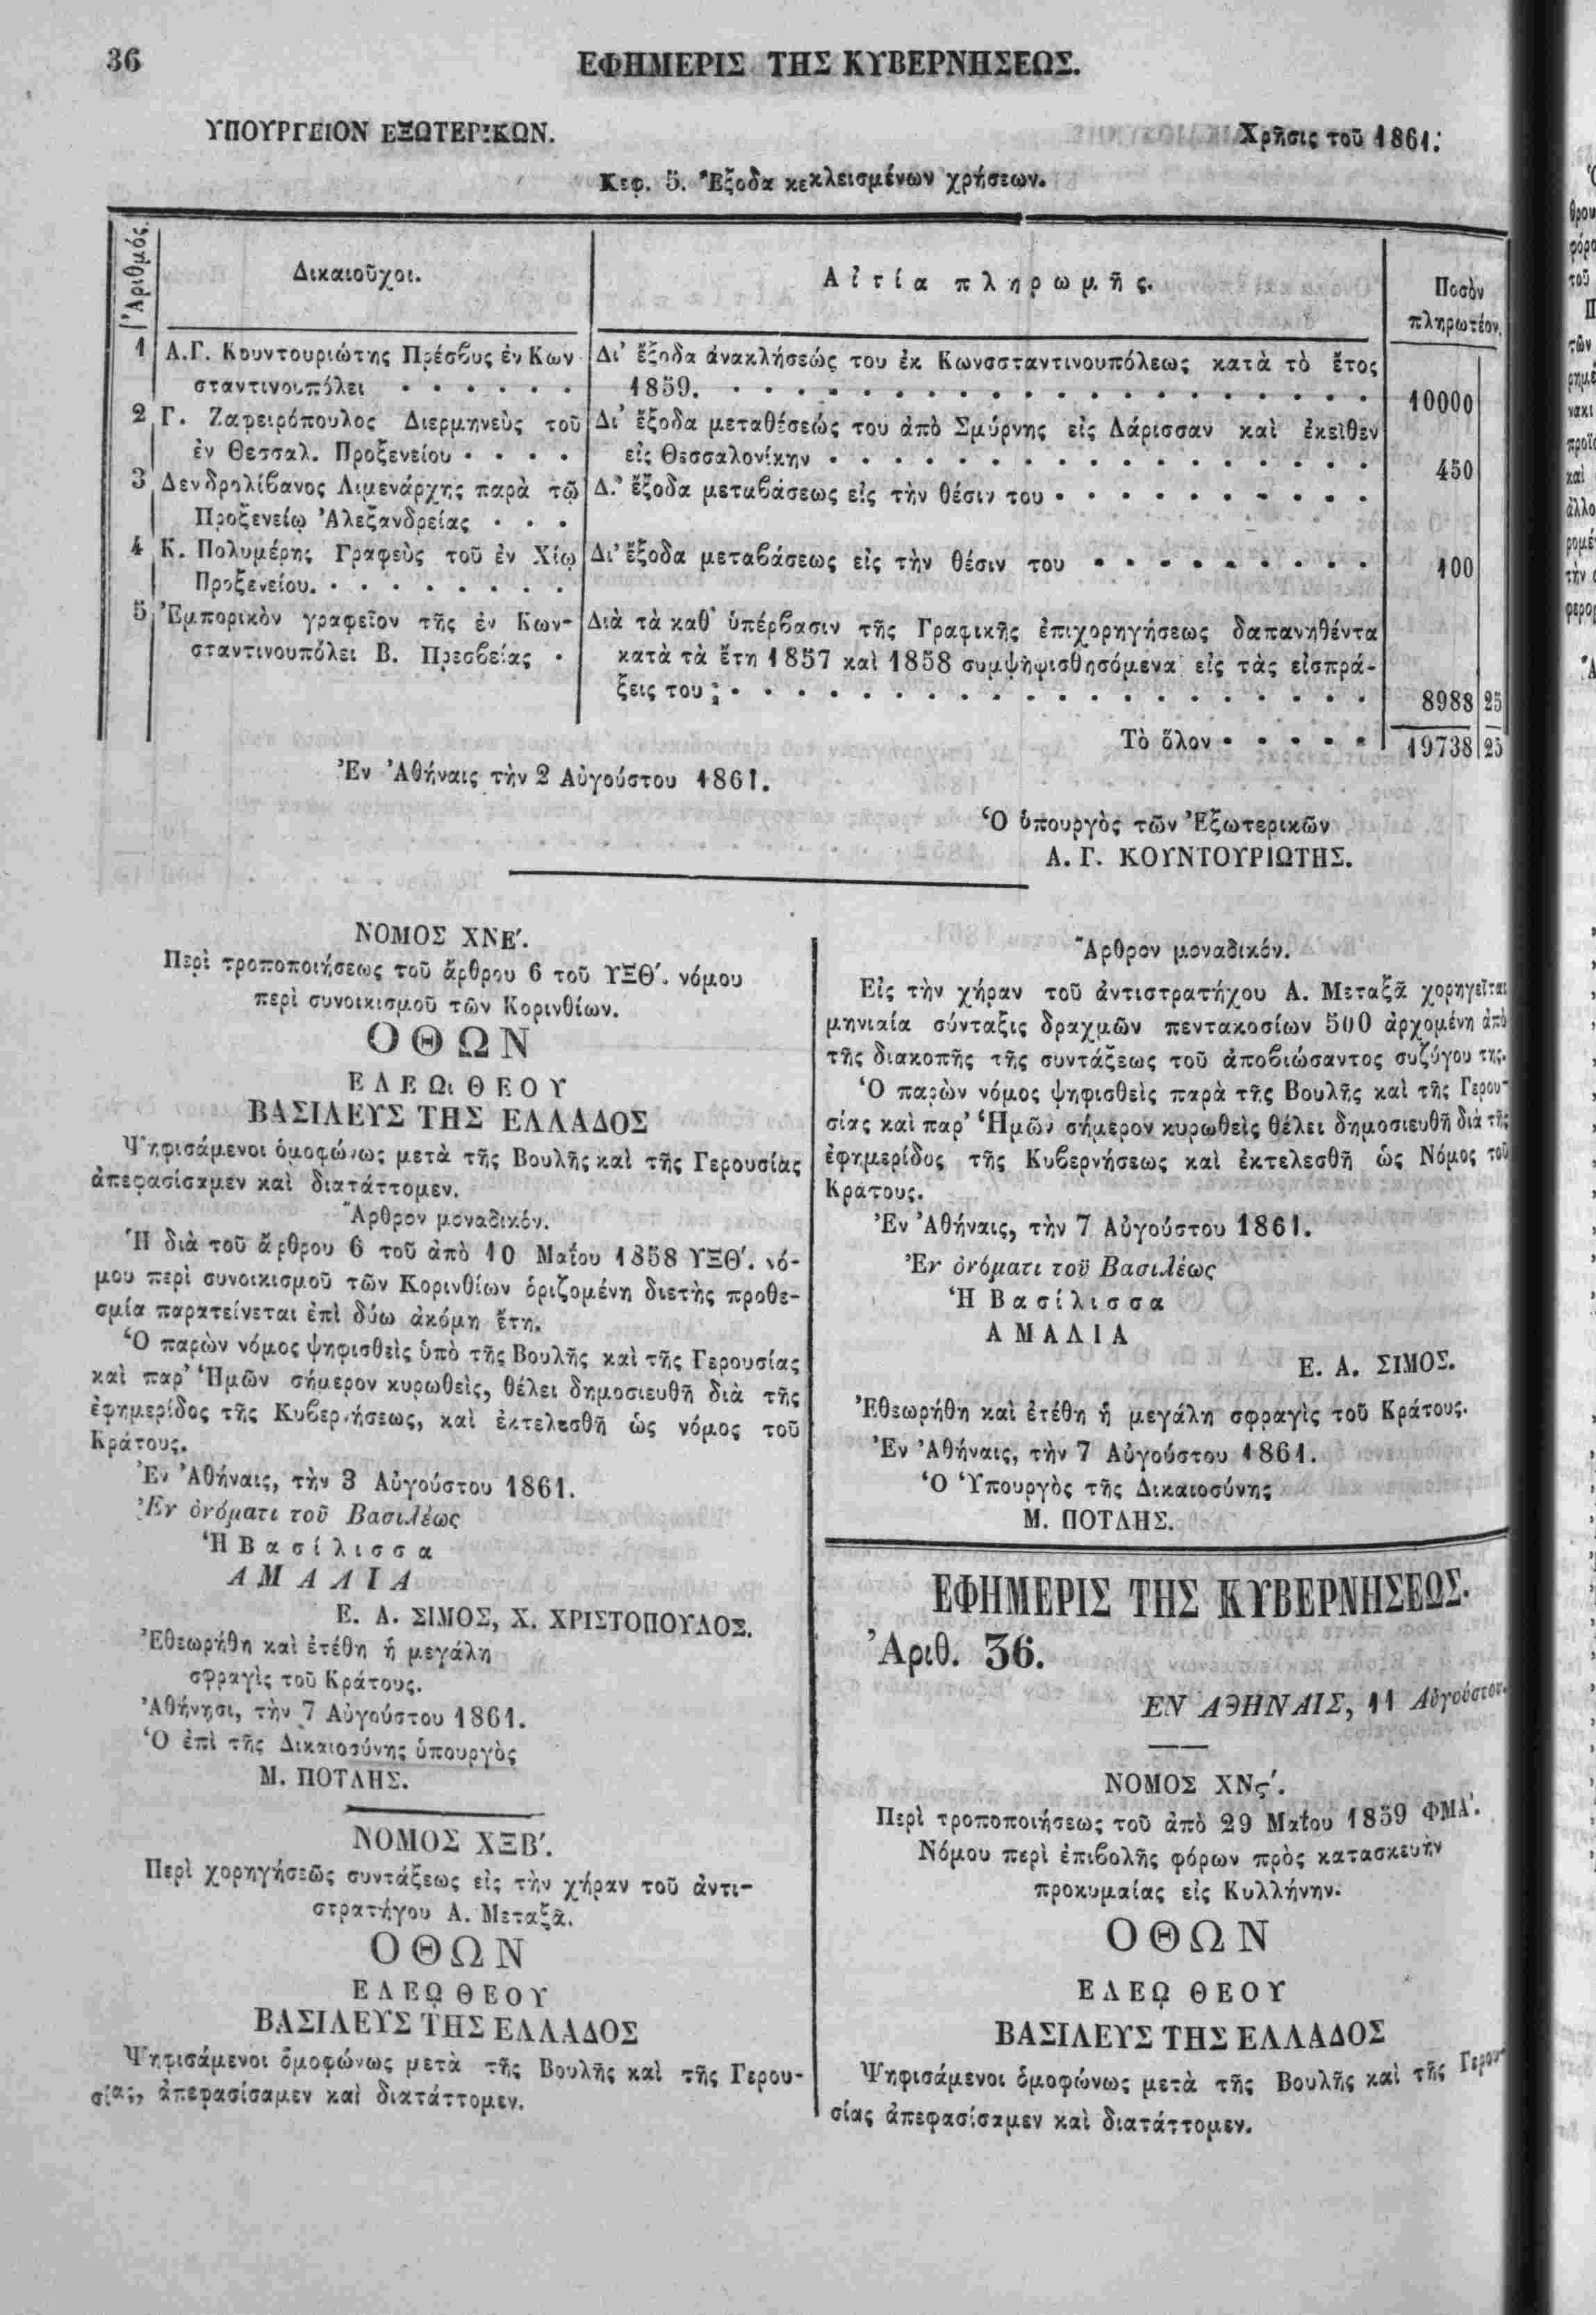 36
ΕΦΗΜΕΡΙΣ ΤΗΣ ΚΥΒΕΡΝΗΣΕΩΣ.
ΥΠΟΥΡΓΕΙΟΝ ΕΞΩΤΕΡΙΚΩΝ.
Χρῆσις τοῦ 1861.
Κεφ. 5. Ἔξοδα κεκλεισμένων χρήσεων.
Ἀριθμός.
Δικαιοῦχοι.
Αἰτία πληρωμῆς.
Ποσὸν
πληρωτέον.
1 Α.Γ. Κουντουριώτης Πρέσβυς ἐν Κων
σταντινουπόλει . . . . . .
Δι' ἔξοδα ἀνακλήσεώς του ἐκ Κωνσσταντινουπόλεως κατὰ τὸ ἔτος
1859. . . . . . . . . . . . . . . . . . .
10000
2 Γ. Ζαφειρόπουλος Διερμηνεὺς τοῦ
ἐν Θεσσαλ. Προξενείου . . . .
Δι' ἔξοδα μεταθέσεώς του ἀπὸ Σμύρνης εἰς Λάρισσαν καὶ ἐκεῖθεν
εἰς Θεσσαλονίκην . . . . . . . . . . . . . . .
450
3 Δενδρολίβανος Λιμενάρχης παρὰ τῷ
Προξενείῳ Ἀλεξανδρείας . . .
Δ.' ἔξοδα μεταβάσεως εἰς τὴν θέσιν του . . . . . . . . . .
4 Κ. Πολυμέρης Γραφεὺς τοῦ ἐν Χίῳ
Προξενείου. . . . . . . . .
Δι' ἔξοδα μεταβάσεως εἰς τὴν θέσιν του . . . . . . . . .
100
5 Ἐμπορικὸν γραφεῖον τῆς ἐν Κων-
σταντινουπόλει Β. Πρεσβείας .
Διὰ τὰ καθ' ὑπέρβασιν τῆς Γραφικῆς ἐπιχορηγήσεως δαπανηθέντα
κατὰ τὰ ἔτη 1857 καὶ 1858 συμψηφισθησόμενα εἰς τὰς εἰσπρά-
ξεις του ; . . . . . . . . . . . . . . . . .
8988 25
Τὸ ὅλον . . . . .
19738 25
Ἐν Ἀθήναις τὴν 2 Αὐγούστου 1861.
Ὁ ὑπουργὸς τῶν Ἐξωτερικῶν
Α. Γ. ΚΟΥΝΤΟΥΡΙΩΤΗΣ.
ΝΟΜΟΣ ΧΝΕ'.
Περὶ τροποποιήσεως τοῦ ἄρθρου 6 τοῦ ΥΞΘ'. νόμου
περὶ συνοικισμοῦ τῶν Κορινθίων.
ΟΘΩΝ
ΕΛΕΩι ΘΕΟΥ
ΒΑΣΙΛΕΥΣ ΤΗΣ ΕΛΛΑΔΟΣ
Ψηφισάμενοι ὁμοφώνως μετὰ τῆς Βουλῆς καὶ τῆς Γερουσίας
ἀπεφασίσαμεν καὶ διατάττομεν.
Ἄρθρον μοναδικόν.
Ἡ διὰ τοῦ ἄρθρου 6 τοῦ ἀπὸ 10 Μαΐου 1858 ΥΞΘ'. νό-
μου περὶ συνοικισμοῦ τῶν Κορινθίων ὁριζομένη διετὴς προθε-
σμία παρατείνεται ἐπὶ δύω ἀκόμη ἔτη.
Ὁ παρὼν νόμος ψηφισθεὶς ὑπὸ τῆς Βουλῆς καὶ τῆς Γερουσίας
καὶ παρ' Ἡμῶν σήμερον κυρωθεὶς, θέλει δημοσιευθῆ διὰ τῆς
ἐφημερίδος τῆς Κυβερνήσεως, καὶ ἐκτελεσθῆ ὡς νόμος τοῦ
Κράτους.
Ἐν Ἀθήναις, τὴν 3 Αὐγούστου 1861.
Ἐν ὀνόματι τοῦ Βασιλέως
Ἡ Βασίλισσα
ΑΜΑΛΙΑ
Ε. Α. ΣΙΜΟΣ, Χ. ΧΡΙΣΤΟΠΟΥΛΟΣ.
Ἐθεωρήθη καὶ ἐτέθη ἡ μεγάλη
σφραγὶς τοῦ Κράτους.
Ἀθήνησι, τὴν 7 Αὐγούστου 1861.
Ὁ ἐπὶ τῆς Δικαιοσύνης ὑπουργὸς
Μ. ΠΟΤΛΗΣ.
ΝΟΜΟΣ ΧΞΒ'.
Περὶ χορηγήσεῶς συντάξεως εἰς τὴν χήραν τοῦ ἀντι-
στρατήγου Α. Μεταξᾶ.
ΟΘΩΝ
ΕΛΕῼ ΘΕΟΥ
ΒΑΣΙΛΕΥΣ ΤΗΣ ΕΛΛΑΔΟΣ
Ψηφισάμενοι ὁμοφώνως μετὰ τῆς Βουλῆς καὶ τῆς Γερου-
σίας, ἀπεφασίσαμεν καὶ διατάττομεν.
Ἄρθρον μοναδικόν.
Εἰς τὴν χήραν τοῦ ἀντιστρατήχου Α. Μεταξᾶ χορηγεῖται
μηνιαία σύνταξις δραχμῶν πεντακοσίων 500 ἀρχομένη ἀπὸ
τῆς διακοπῆς τῆς συντάξεως τοῦ ἀποβιώσαντος συζύγου της.
Ὁ παρὼν νόμος ψηφισθεὶς παρὰ τῆς Βουλῆς καὶ τῆς Γερου-
σίας καὶ παρ' Ἡμῶν σήμερον κυρωθεὶς θέλει δημοσιευθῆ διὰ τῆς
ἐφημερίδος τῆς Κυβερνήσεως καὶ ἐκτελεσθῆ ὡς Νόμος τοῦ
Κράτους.
Ἐν Ἀθήναις, τὴν 7 Αὐγούστου 1861.
Ἐν ὀνόματι τοῦ Βασιλέως
Ἡ Βασίλισσα
ΑΜΑΛΙΑ
Ε. Α. ΣΙΜΟΣ.
Ἐθεωρήθη καὶ ἐτέθη ἡ μεγάλη σφραγὶς τοῦ Κράτους.
Ἐν Ἀθήναις, τὴν 7 Αὐγούστου 1861.
Ὁ Ὑπουργὸς τῆς Δικαιοσύνης
Μ. ΠΟΤΛΗΣ.
ΕΦΗΜΕΡΙΣ ΤΗΣ ΚΥΒΕΡΝΗΣΕΩΣ.
Ἀριθ. 36.
ΕΝ ΑΘΗΝΑΙΣ, 11 Αὐγούστου.
ΝΟΜΟΣ ΧΝς'.
Περὶ τροποποιήσεως τοῦ ἀπὸ 29 Μαΐου 1859 ΦΜΔ'.
Νόμου περὶ ἐπιβολῆς φόρων πρὸς κατασκευὴν
προκυμαίας εἰς Κυλλήνην.
ΟΘΩΝ
ΕΛΕῼ ΘΕΟΥ
ΒΑΣΙΛΕΥΣ ΤΗΣ ΕΛΛΑΔΟΣ
Ψηφισάμενοι ὁμοφώνως μετὰ τῆς Βουλῆς καὶ τῆς Γερου-
σίας ἀπεφασίσαμεν καὶ διατάττομεν.